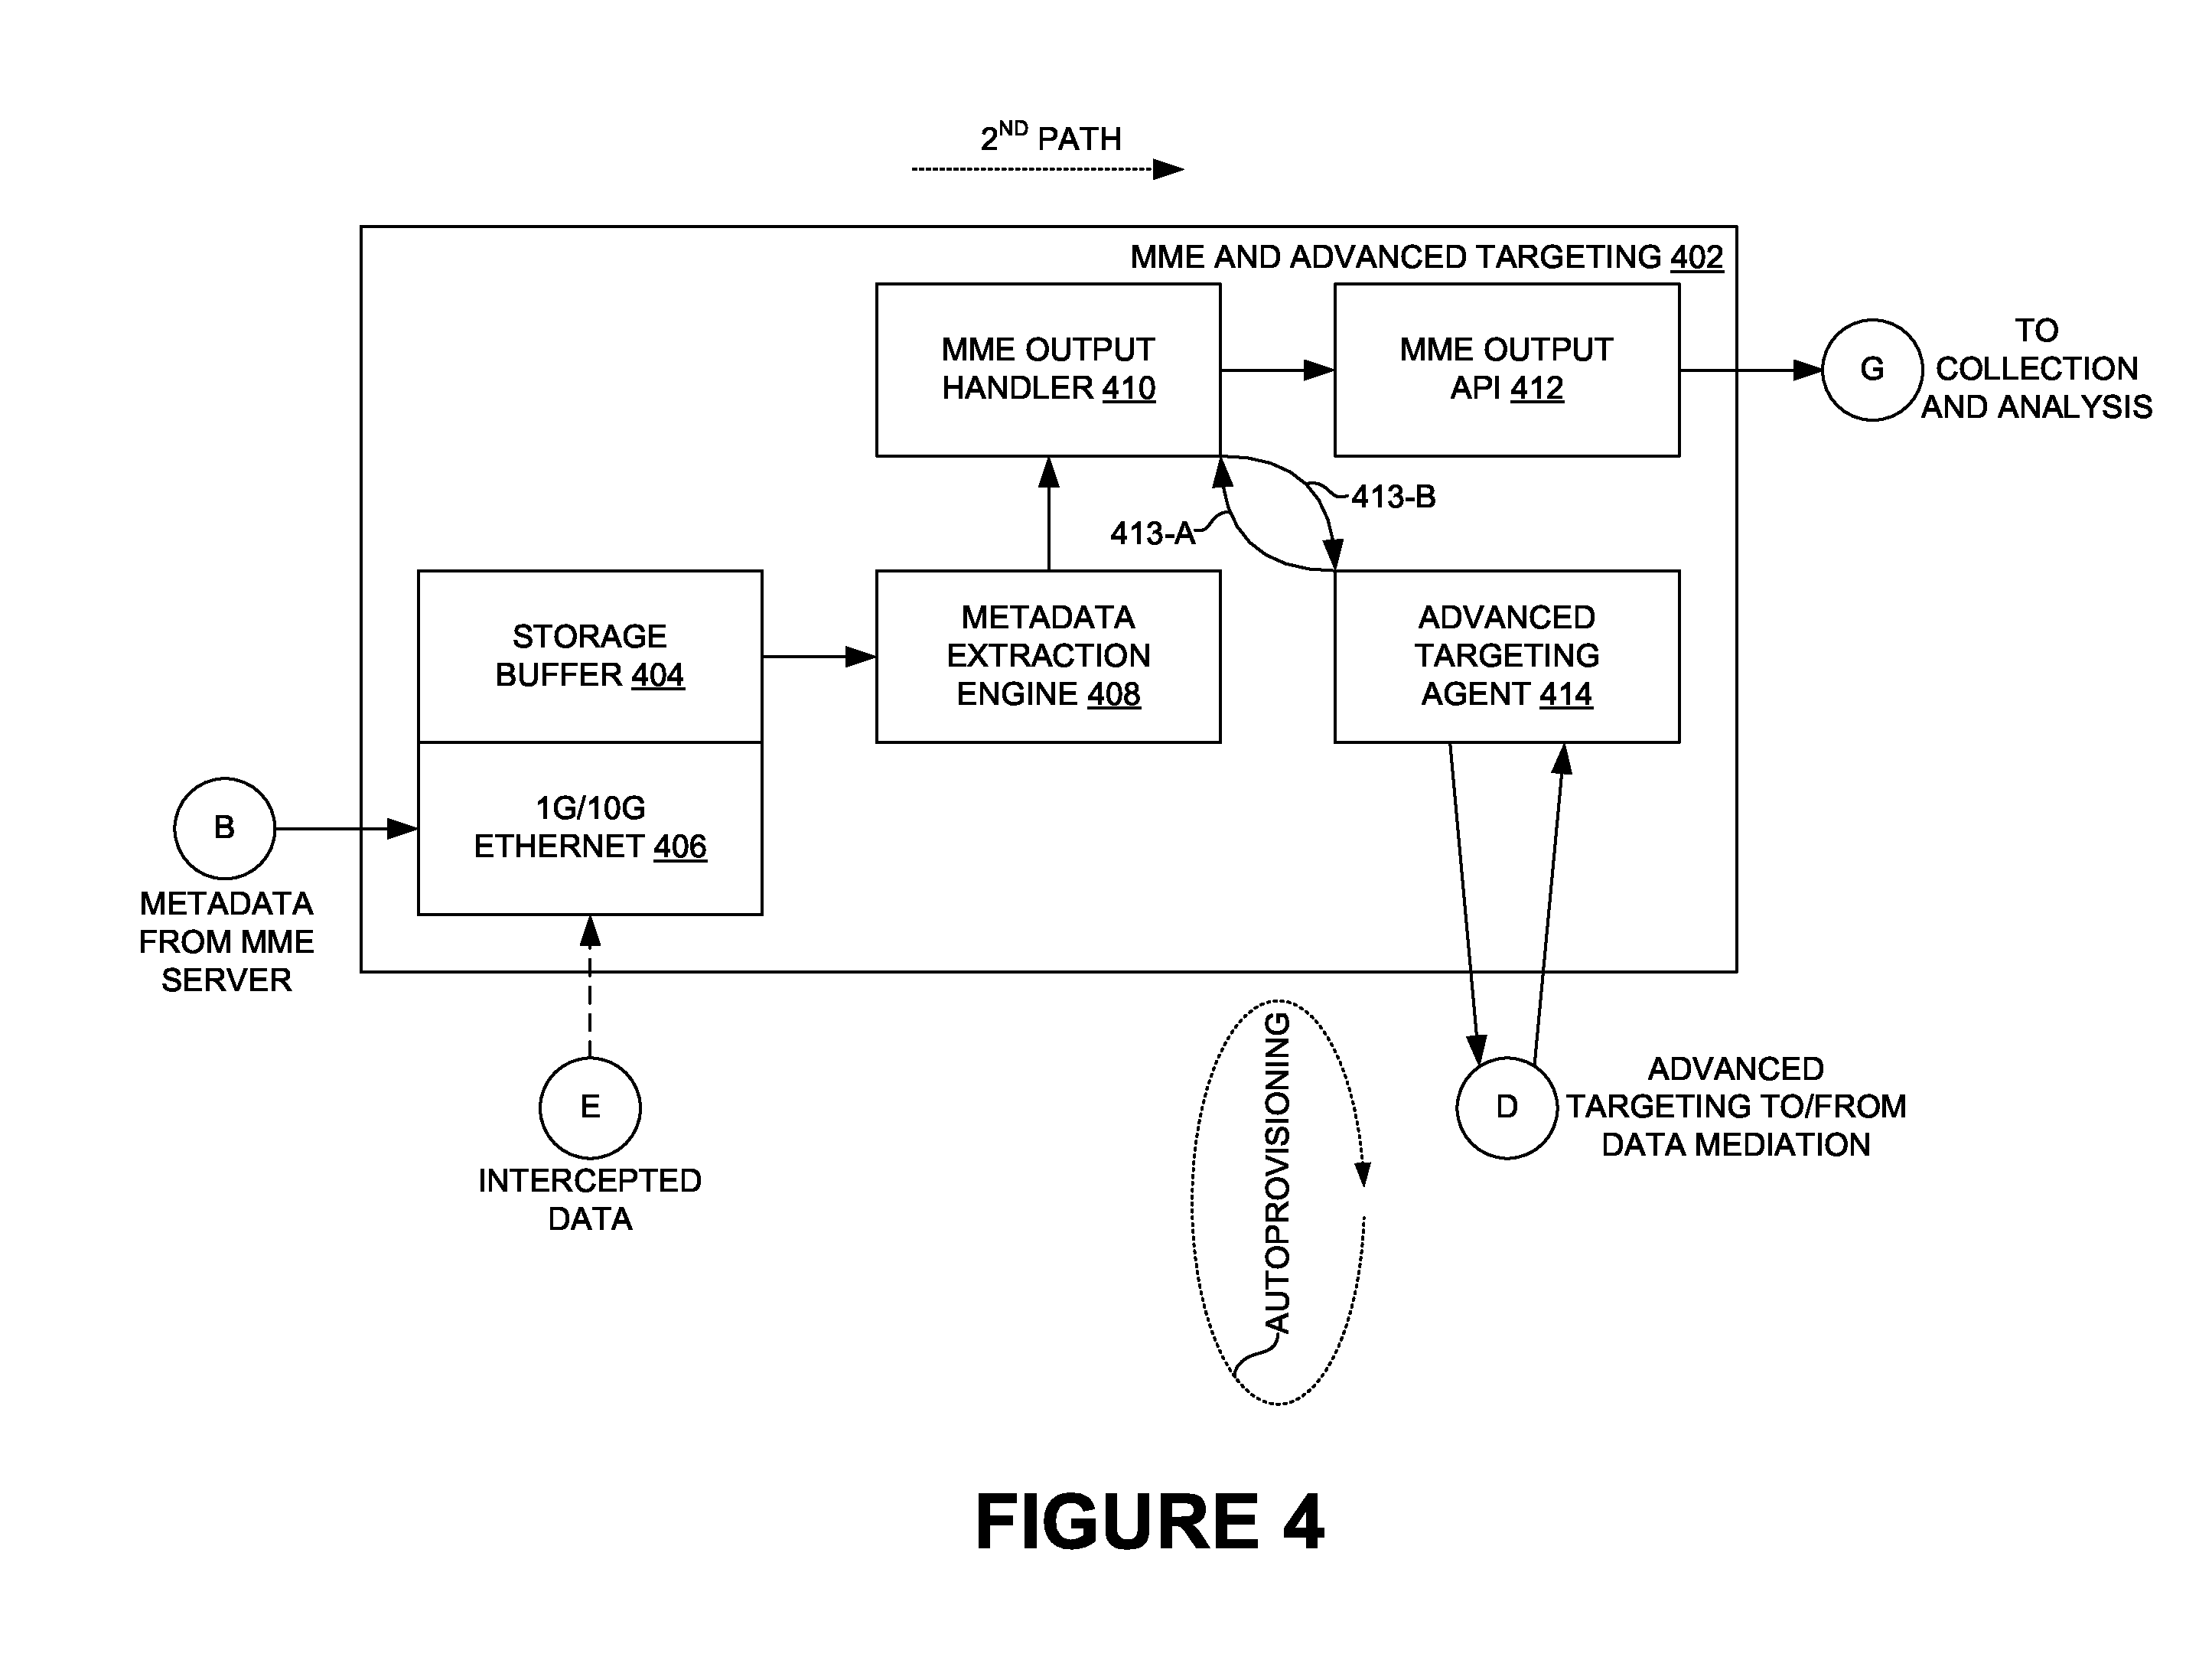 2ND PATH
MME AND ADVANCED TARGETING 402
MME OUTPUT
HANDLER 410
MME OUTPUT
API 412
G
TO
COLLECTION
AND ANALYSIS
413-B
413-A
STORAGE
BUFFER 404
METADATA
EXTRACTION
ENGINE 408
ADVANCED
TARGETING
AGENT 414
1G/10G
ETHERNET 406
B
METADATA
FROM MME
SERVER
E
INTERCEPTED
DATA
AUTOPROVISIONING
D
ADVANCED
TARGETING TO/FROM
DATA MEDIATION
FIGURE 4